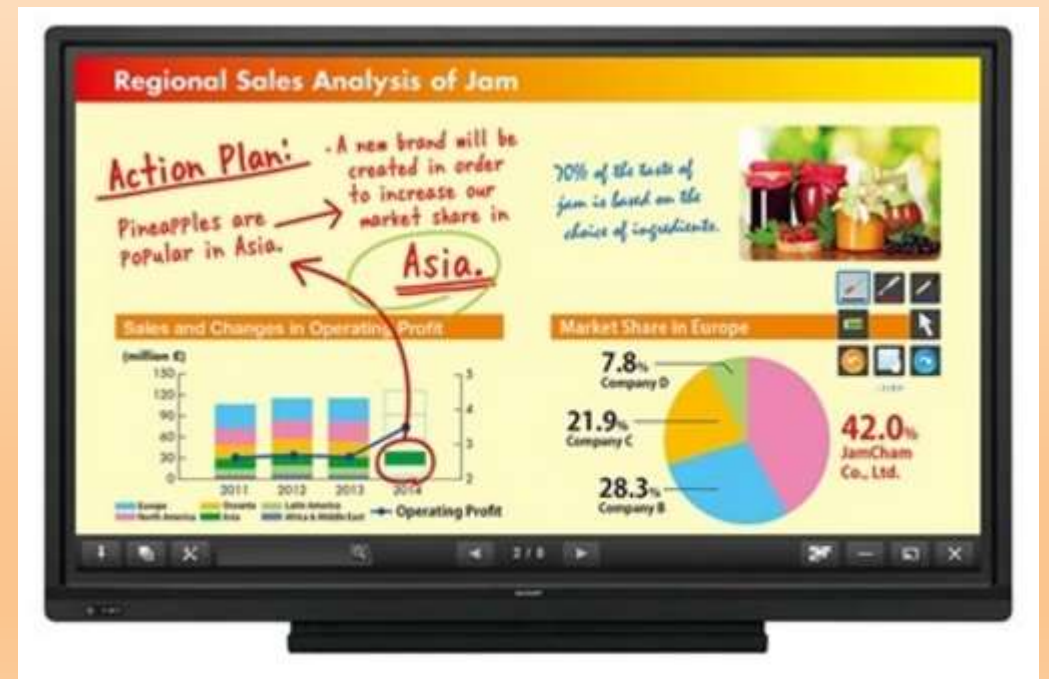 Regional Sales Analysis of Jam
Action Plan:
Pineapples are
popular in Asia.
. A new brand will be
created in order
to increase our
market share in
Asia.
70% of the taste of
jam is based on the
choice of ingredients.
Sales and Changes in Operating Profit
(million €)
150
120
90
60
30
0
5
4
3
2
2011 2012 2013 2014
Europe Oceania Latin America
North America Asia Africa & Middle East
Operating Profit
Market Share in Europe
7.8%
Company D
21.9%
Company C
28.3%
Company B
42.0%
JamCham
Co., Ltd.
2 / 8
SHARP